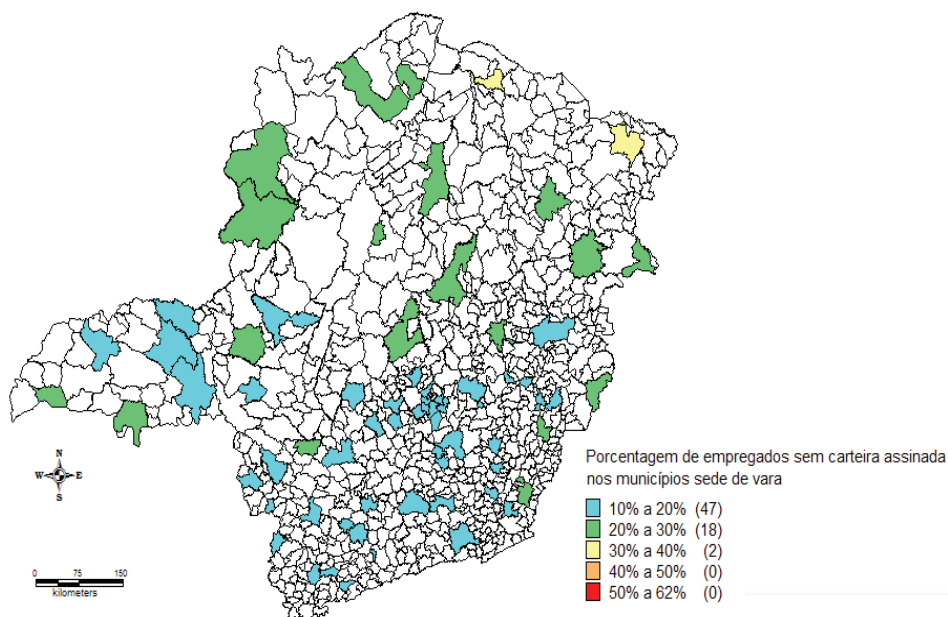 N
W E
S
0 75 150
kilometers
Porcentagem de empregados sem carteira assinada
nos municípios sede de vara
10% a 20% (47)
20% a 30% (18)
30% a 40% (2)
40% a 50% (0)
50% a 62% (0)